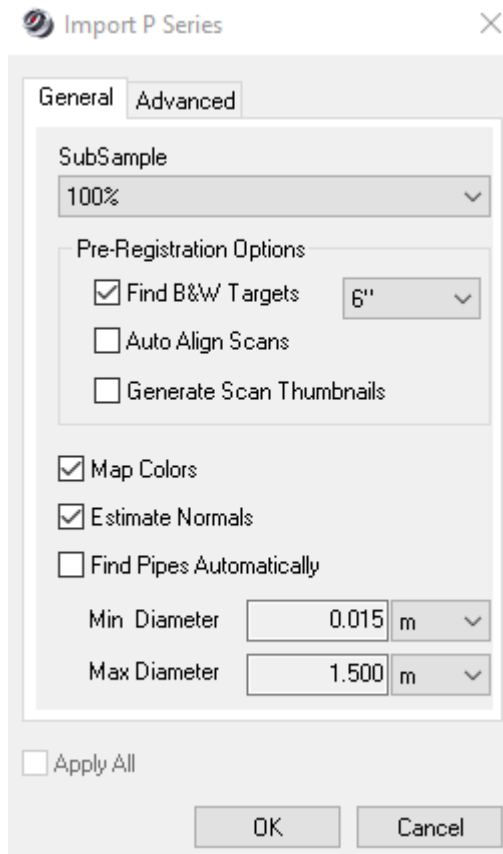 Import P Series
General Advanced
SubSample
100%
Pre-Registration Options
Find B&W Targets 6"
Auto Align Scans
Generate Scan Thumbnails
Map Colors
Estimate Normals
Find Pipes Automatically
Min Diameter 0.015 m
Max Diameter 1.500 m
Apply All
OK Cancel